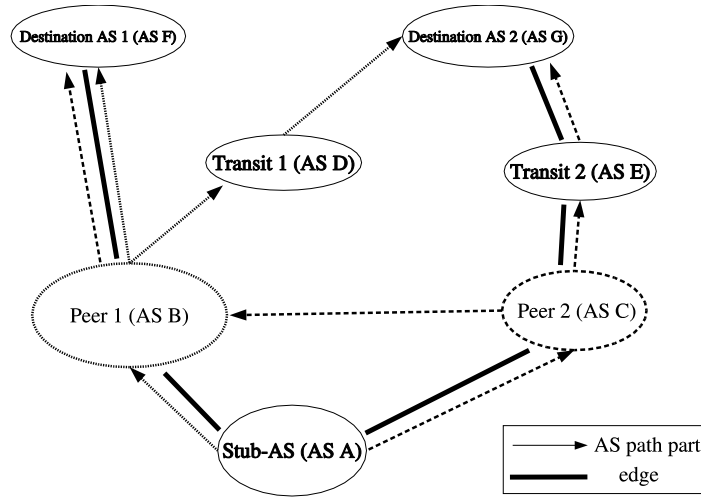 Destination AS 1 (AS F)
Destination AS 2 (AS G)
Transit 1 (AS D)
Transit 2 (AS E)
Peer 1 (AS B)
Peer 2 (AS C)
Stub-AS (AS A)
AS path part
edge